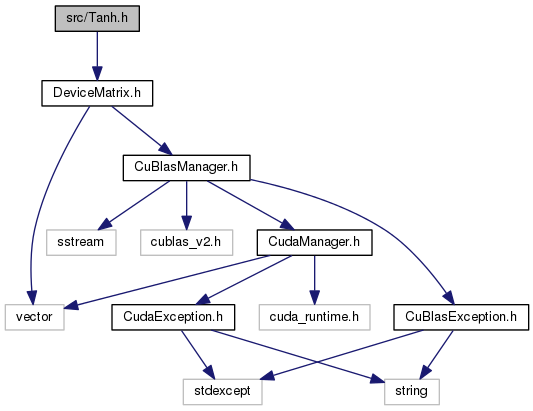 src/Tanh.h
DeviceMatrix.h
CuBlasManager.h
sstream
cublas_v2.h
CudaManager.h
vector
CudaException.h
cuda_runtime.h
CuBlasException.h
stdexcept
string